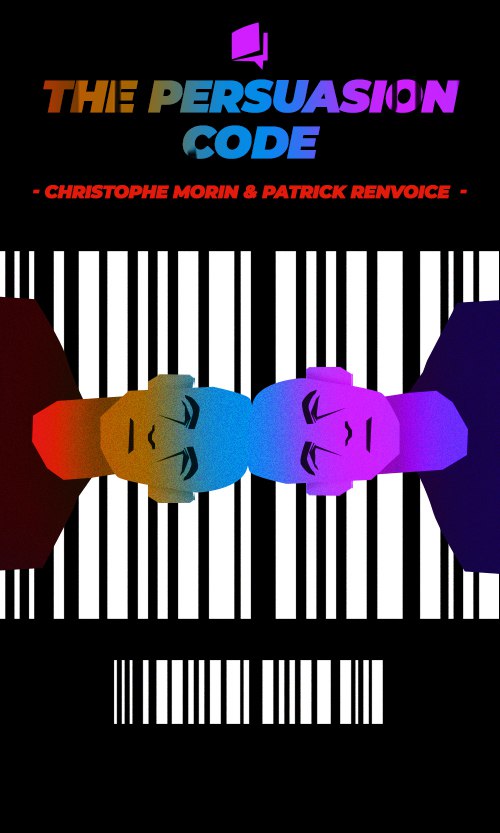 THE PERSUASION
CODE
- CHRISTOPHE MORIN & PATRICK RENVOICE -